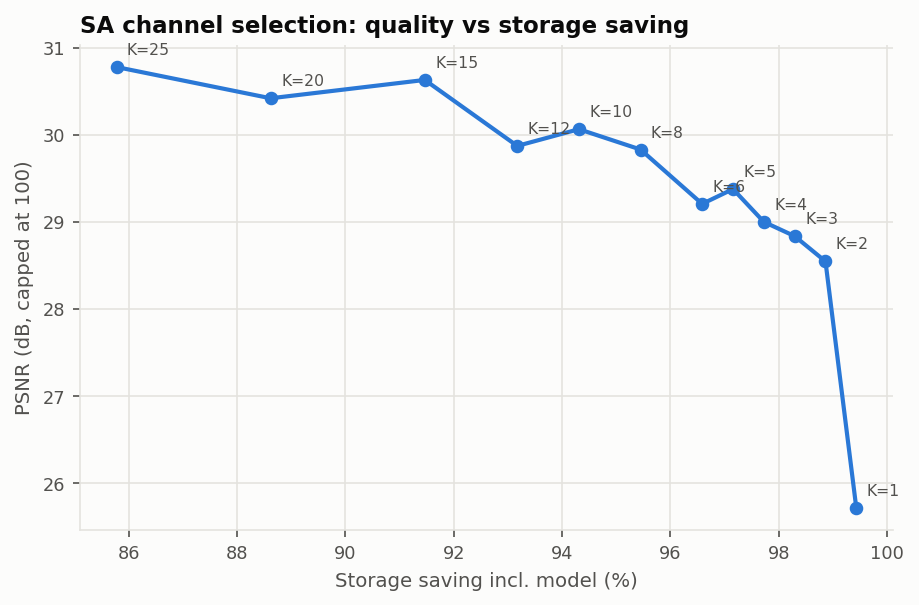 SA channel selection: quality vs storage saving
31
30
29
28
27
26
PSNR (dB, capped at 100)
K=25
K=20
K=15
K=12
K=10
K=8
K=6
K=5
K=4
K=3
K=2
K=1
86 88 90 92 94 96 98 100
Storage saving incl. model (%)